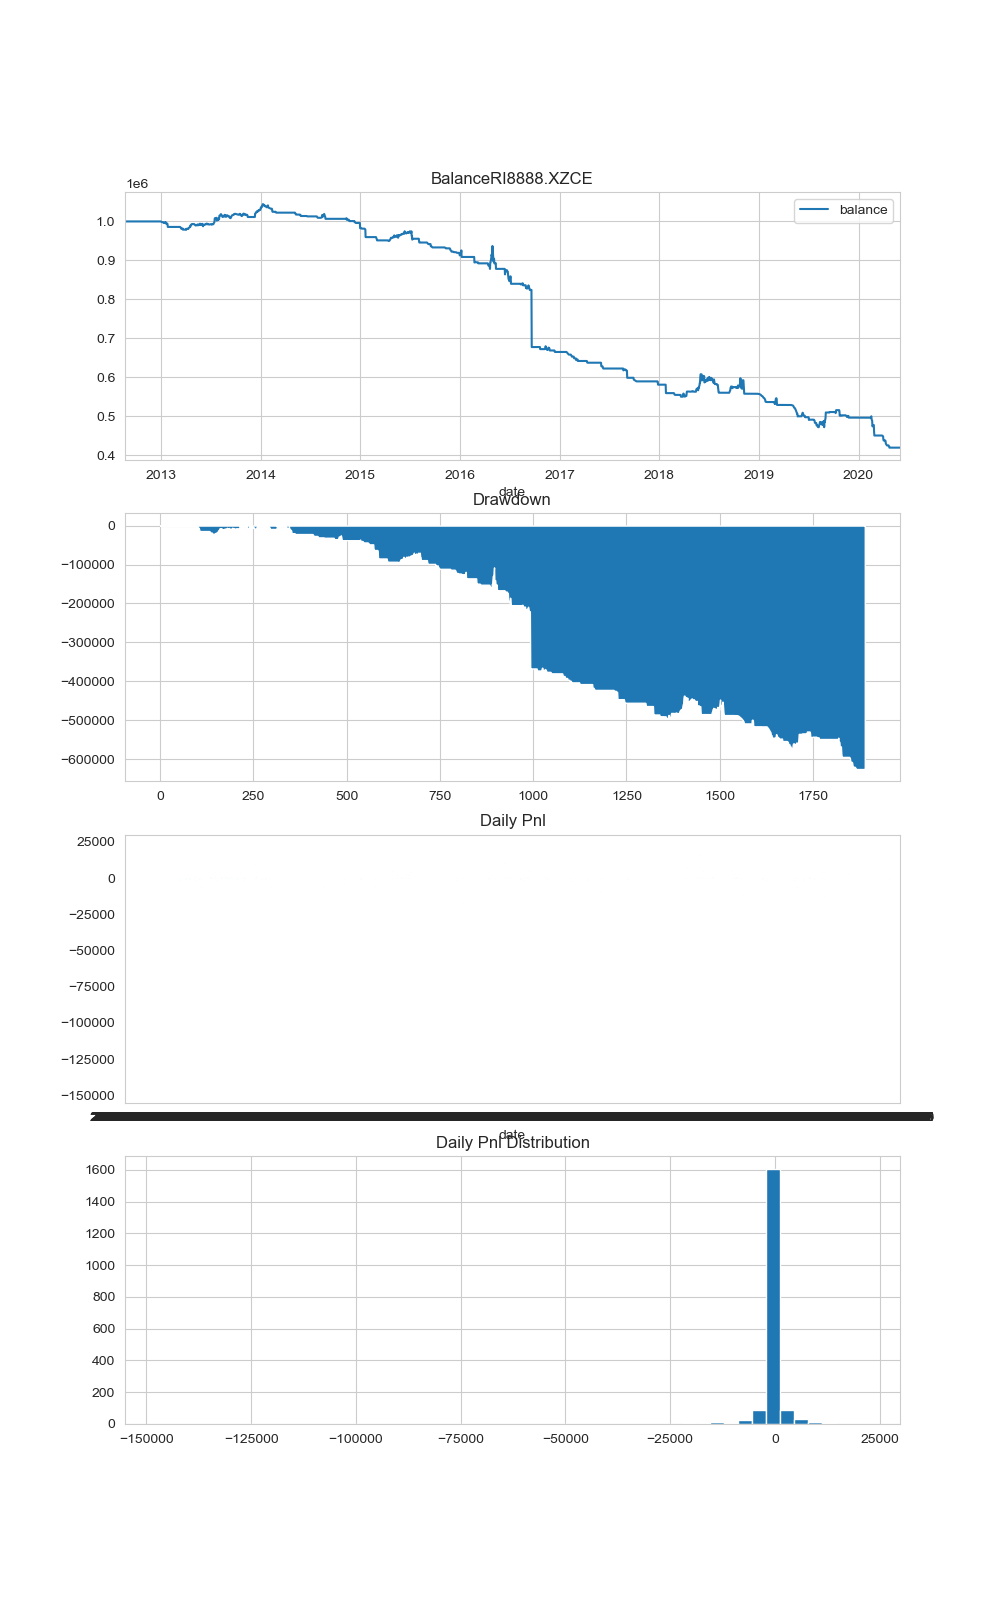 BalanceRI8888.XZCE
1e6
balance
1.0
0.9
0.8
0.7
0.6
0.5
0.4
2013 2014 2015 2016 2017 2018 2019 2020
date
Drawdown
0
−100000
−200000
−300000
−400000
−500000
−600000
0 250 500 750 1000 1250 1500 1750
Daily Pnl
25000
0
−25000
−50000
−75000
−100000
−125000
−150000
date
Daily Pnl Distribution
1600
1400
1200
1000
800
600
400
200
0
−150000 −125000 −100000 −75000 −50000 −25000 0 25000